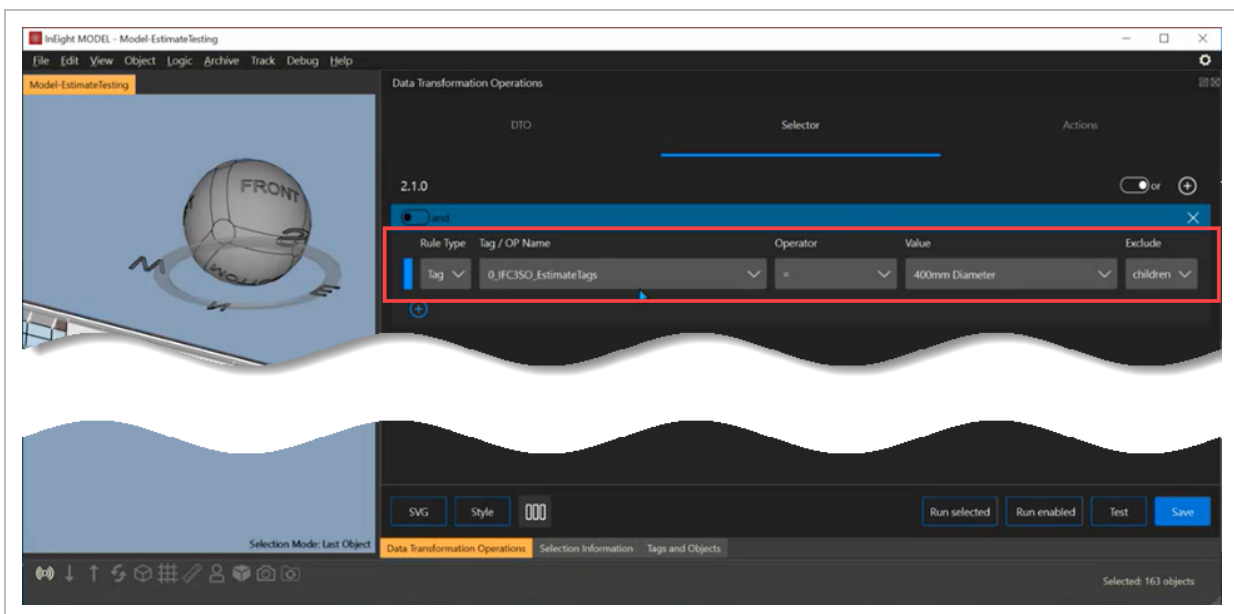 InEight MODEL - Model-EstimateTesting
File Edit View Object Logic Archive Track Debug Help
Model-EstimateTesting
Data Transformation Operations
DTO Selector Actions
FRONT
2.1.0
or
and
Rule Type Tag / OP Name Operator Value Exclude
Tag 0_IFC3SO_EstimateTags = 400mm Diameter children
W
N
E
SVG Style Run selected Run enabled Test Save
Selection Mode: Last Object
Data Transformation Operations Selection Information Tags and Objects
Selected: 163 objects